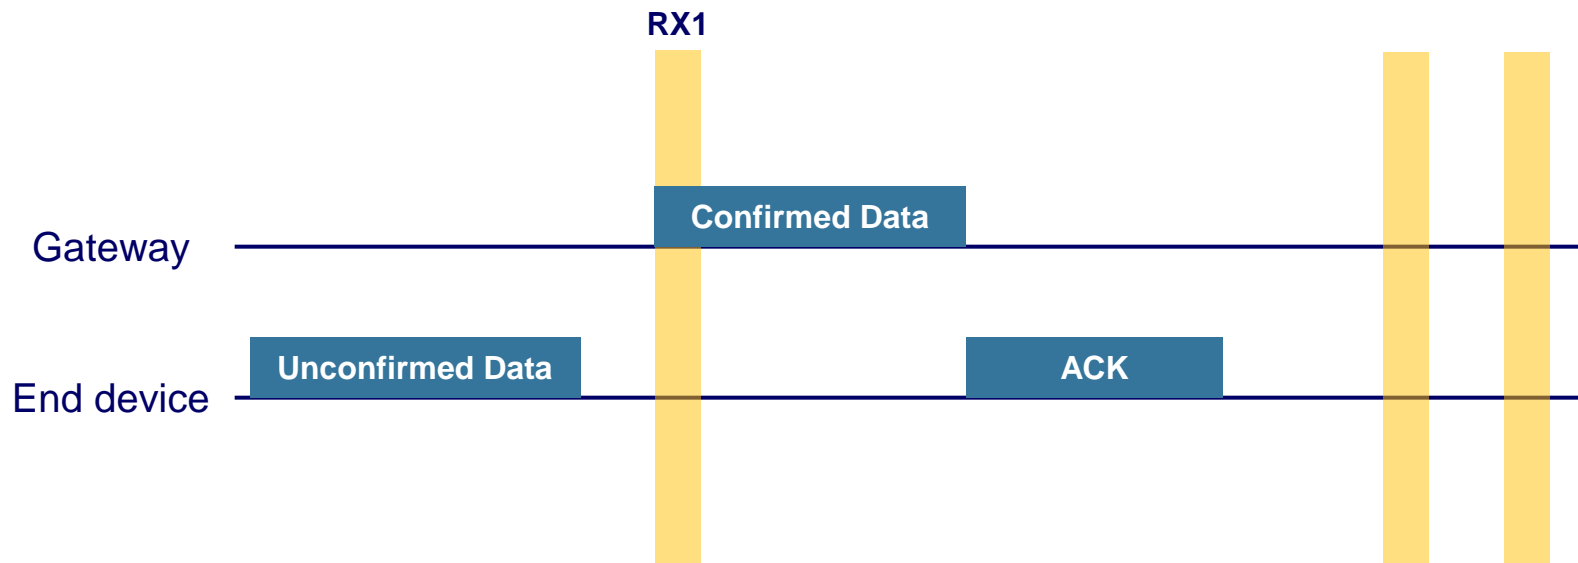 RX1
Confirmed Data
Gateway
Unconfirmed Data
ACK
End device